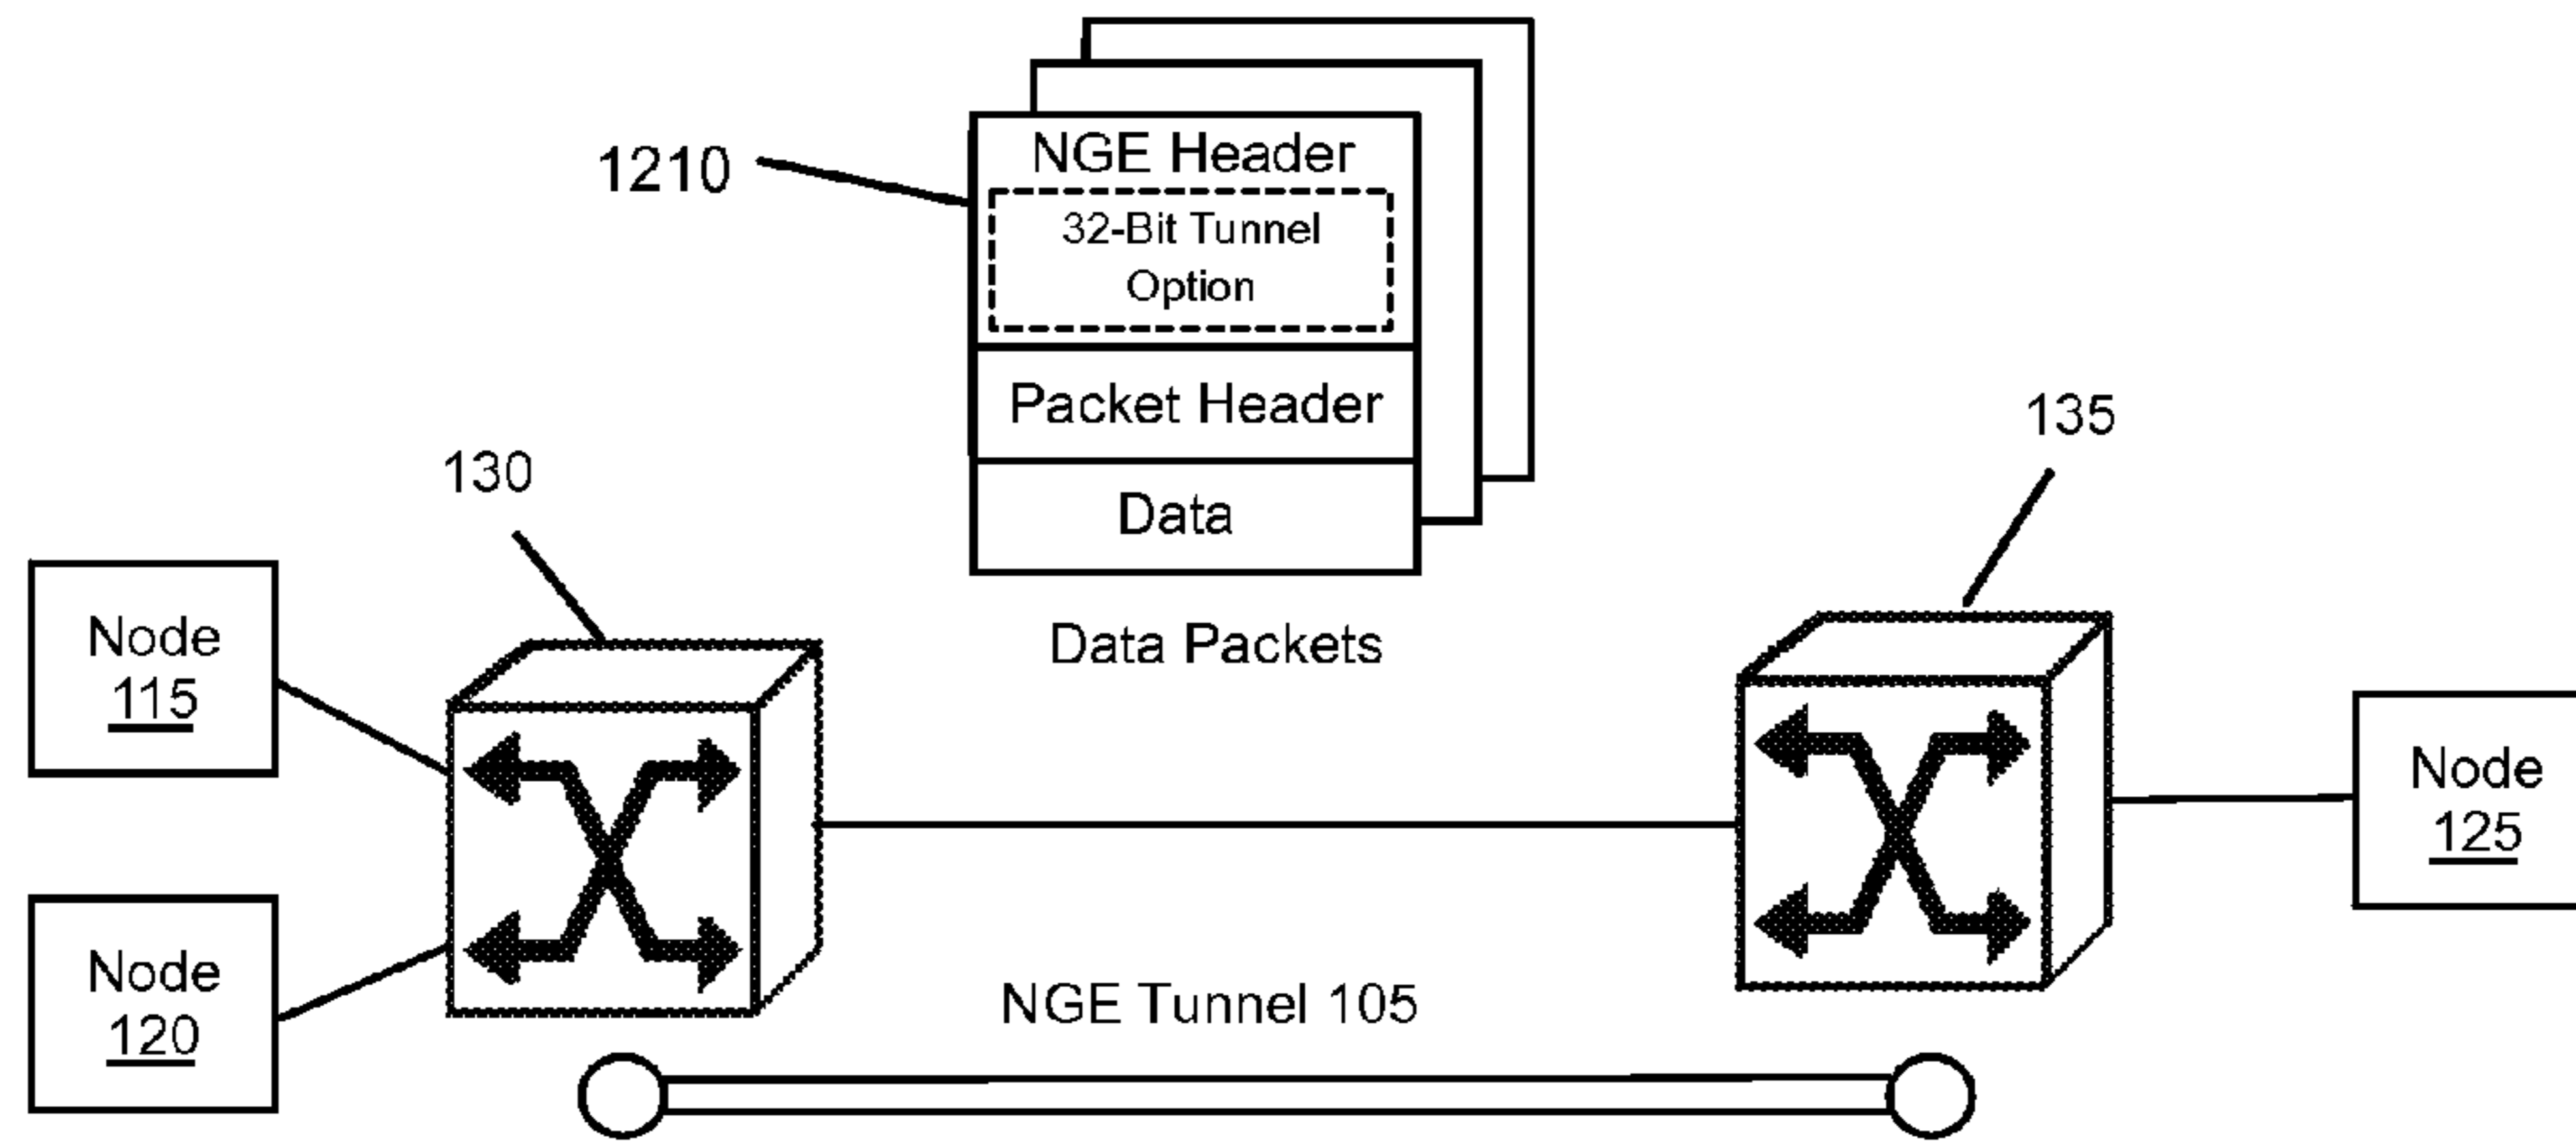 NGE Header
1210
32-Bit Tunnel
Option
Packet Header
135
130
Data
Node
115
Data Packets
Node
125
Node
120
NGE Tunnel 105